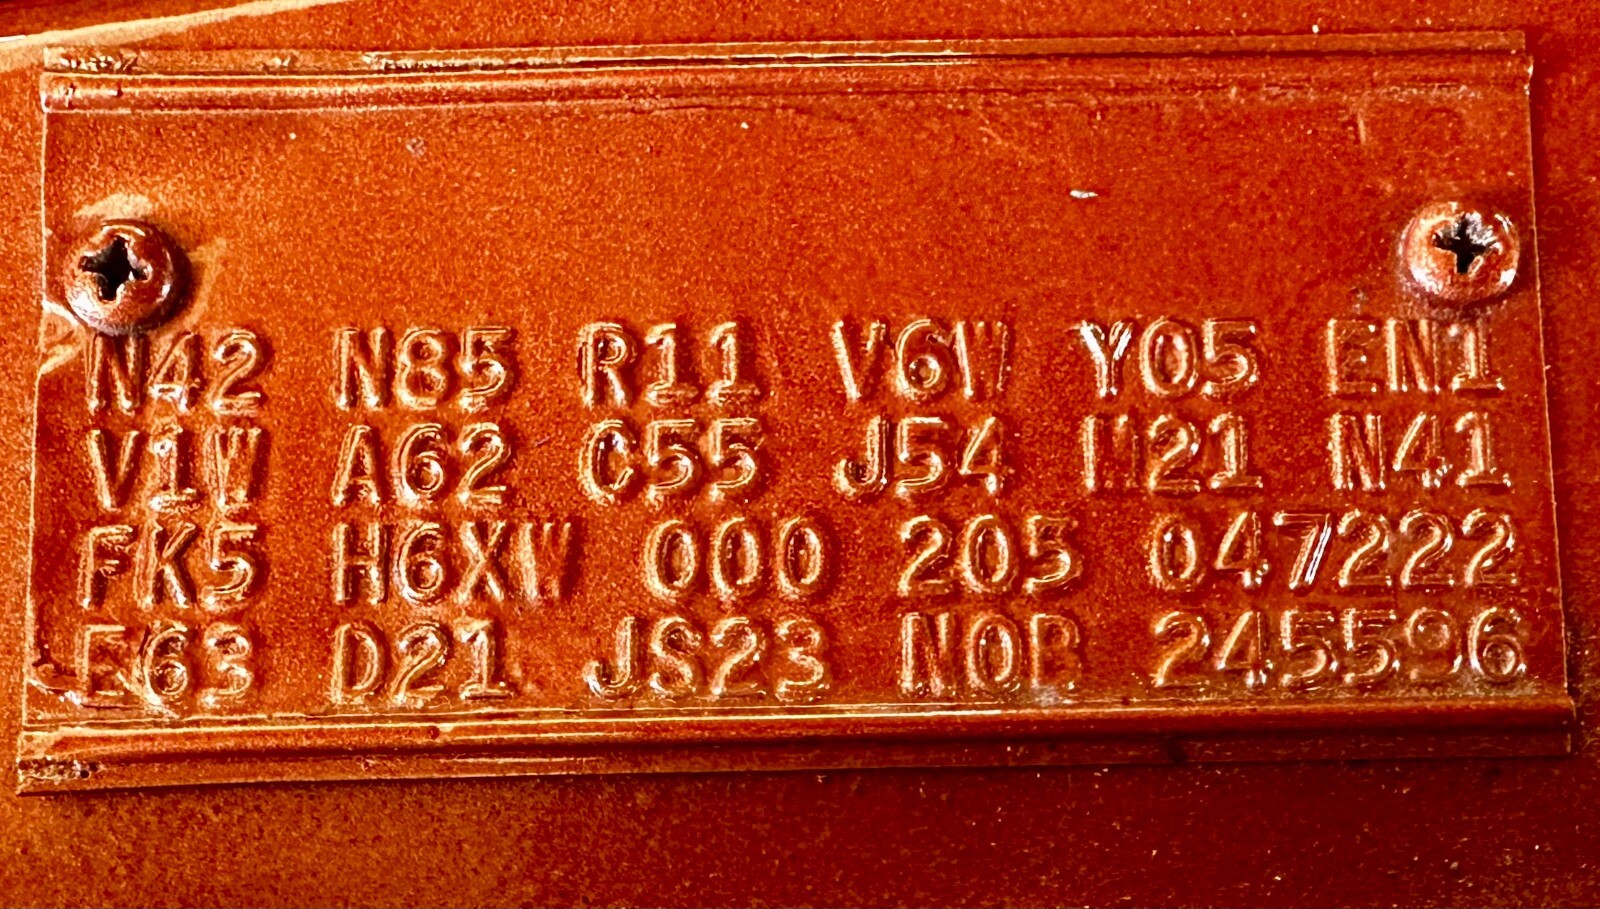 N42 N85 R11 V6W Y05 EN1
V1W A62 C55 J54 M21 N41
FK5 H6XW 000 205 047222
E63 D21 JS23 N0B 245596